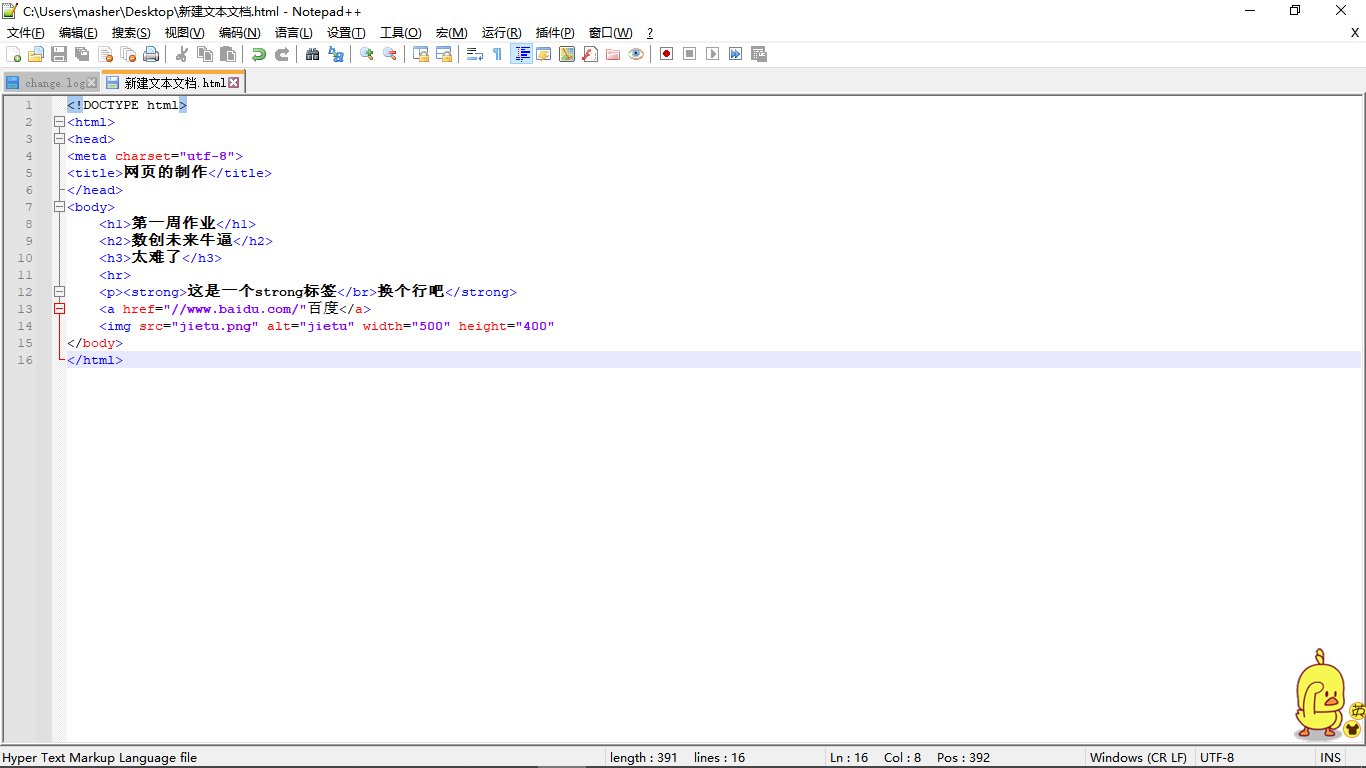 C:\Users\masher\Desktop\新建文本文档.html - Notepad++
文件(F) 编辑(E) 搜索(S) 视图(V) 编码(N) 语言(L) 设置(T) 工具(O) 宏(M) 运行(R) 插件(P) 窗口(W) ? X
change.log 新建文本文档.html
1 <!DOCTYPE html>
2 <html>
3 <head>
4 <meta charset="utf-8">
5 <title>网页的制作</title>
6 </head>
7 <body>
8 <h1>第一周作业</h1>
9 <h2>数创未来牛逼</h2>
10 <h3>太难了</h3>
11 <hr>
12 <p><strong>这是一个strong标签</br>换个行吧</strong>
13 <a href="//www.baidu.com/"百度</a>
14 <img src="jietu.png" alt="jietu" width="500" height="400"
15 </body>
16 </html>
英
Hyper Text Markup Language file length : 391 lines : 16 Ln : 16 Col : 8 Pos : 392 Windows (CR LF) UTF-8 INS